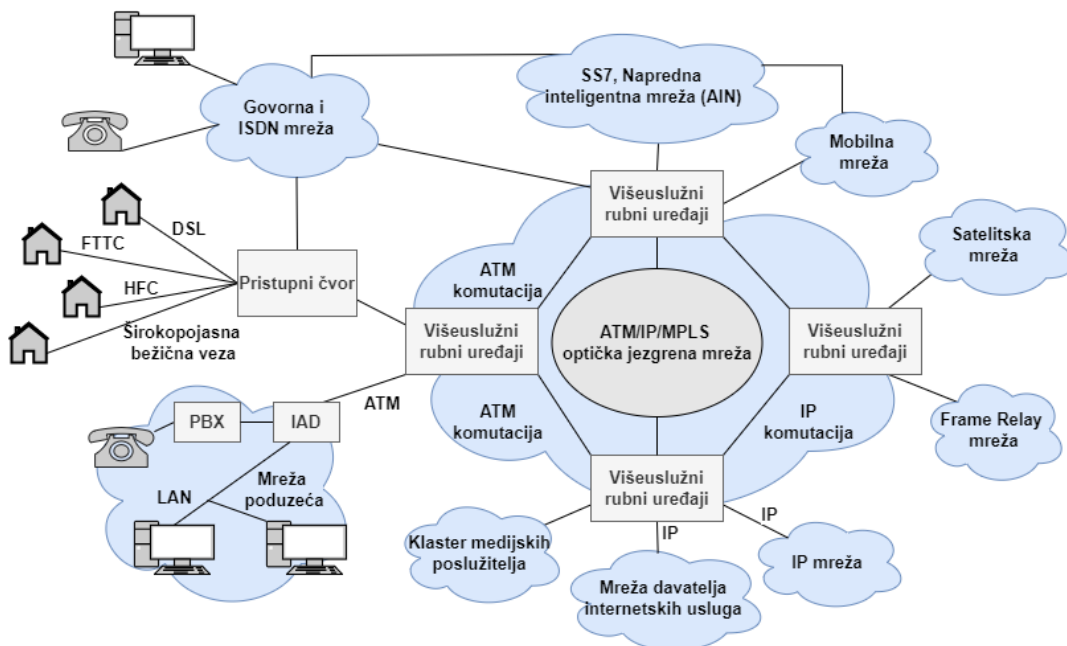 SS7, Napredna
inteligentna mreža (AIN)
Govorna i
ISDN mreža
Mobilna
mreža
Višeuslužni
rubni uređaji
DSL
FTTC
HFC
Širokopojasna
bežična veza
Pristupni čvor
ATM
komutacija
Satelitska
mreža
Višeuslužni
rubni uređaji
ATM/IP/MPLS
optička jezgrena mreža
Višeuslužni
rubni uređaji
ATM
PBX
IAD
ATM
komutacija
IP
komutacija
Frame Relay
mreža
LAN
Mreža
poduzeća
Višeuslužni
rubni uređaji
IP
IP
Klaster medijskih
poslužitelja
IP mreža
Mreža davatelja
internetskih usluga